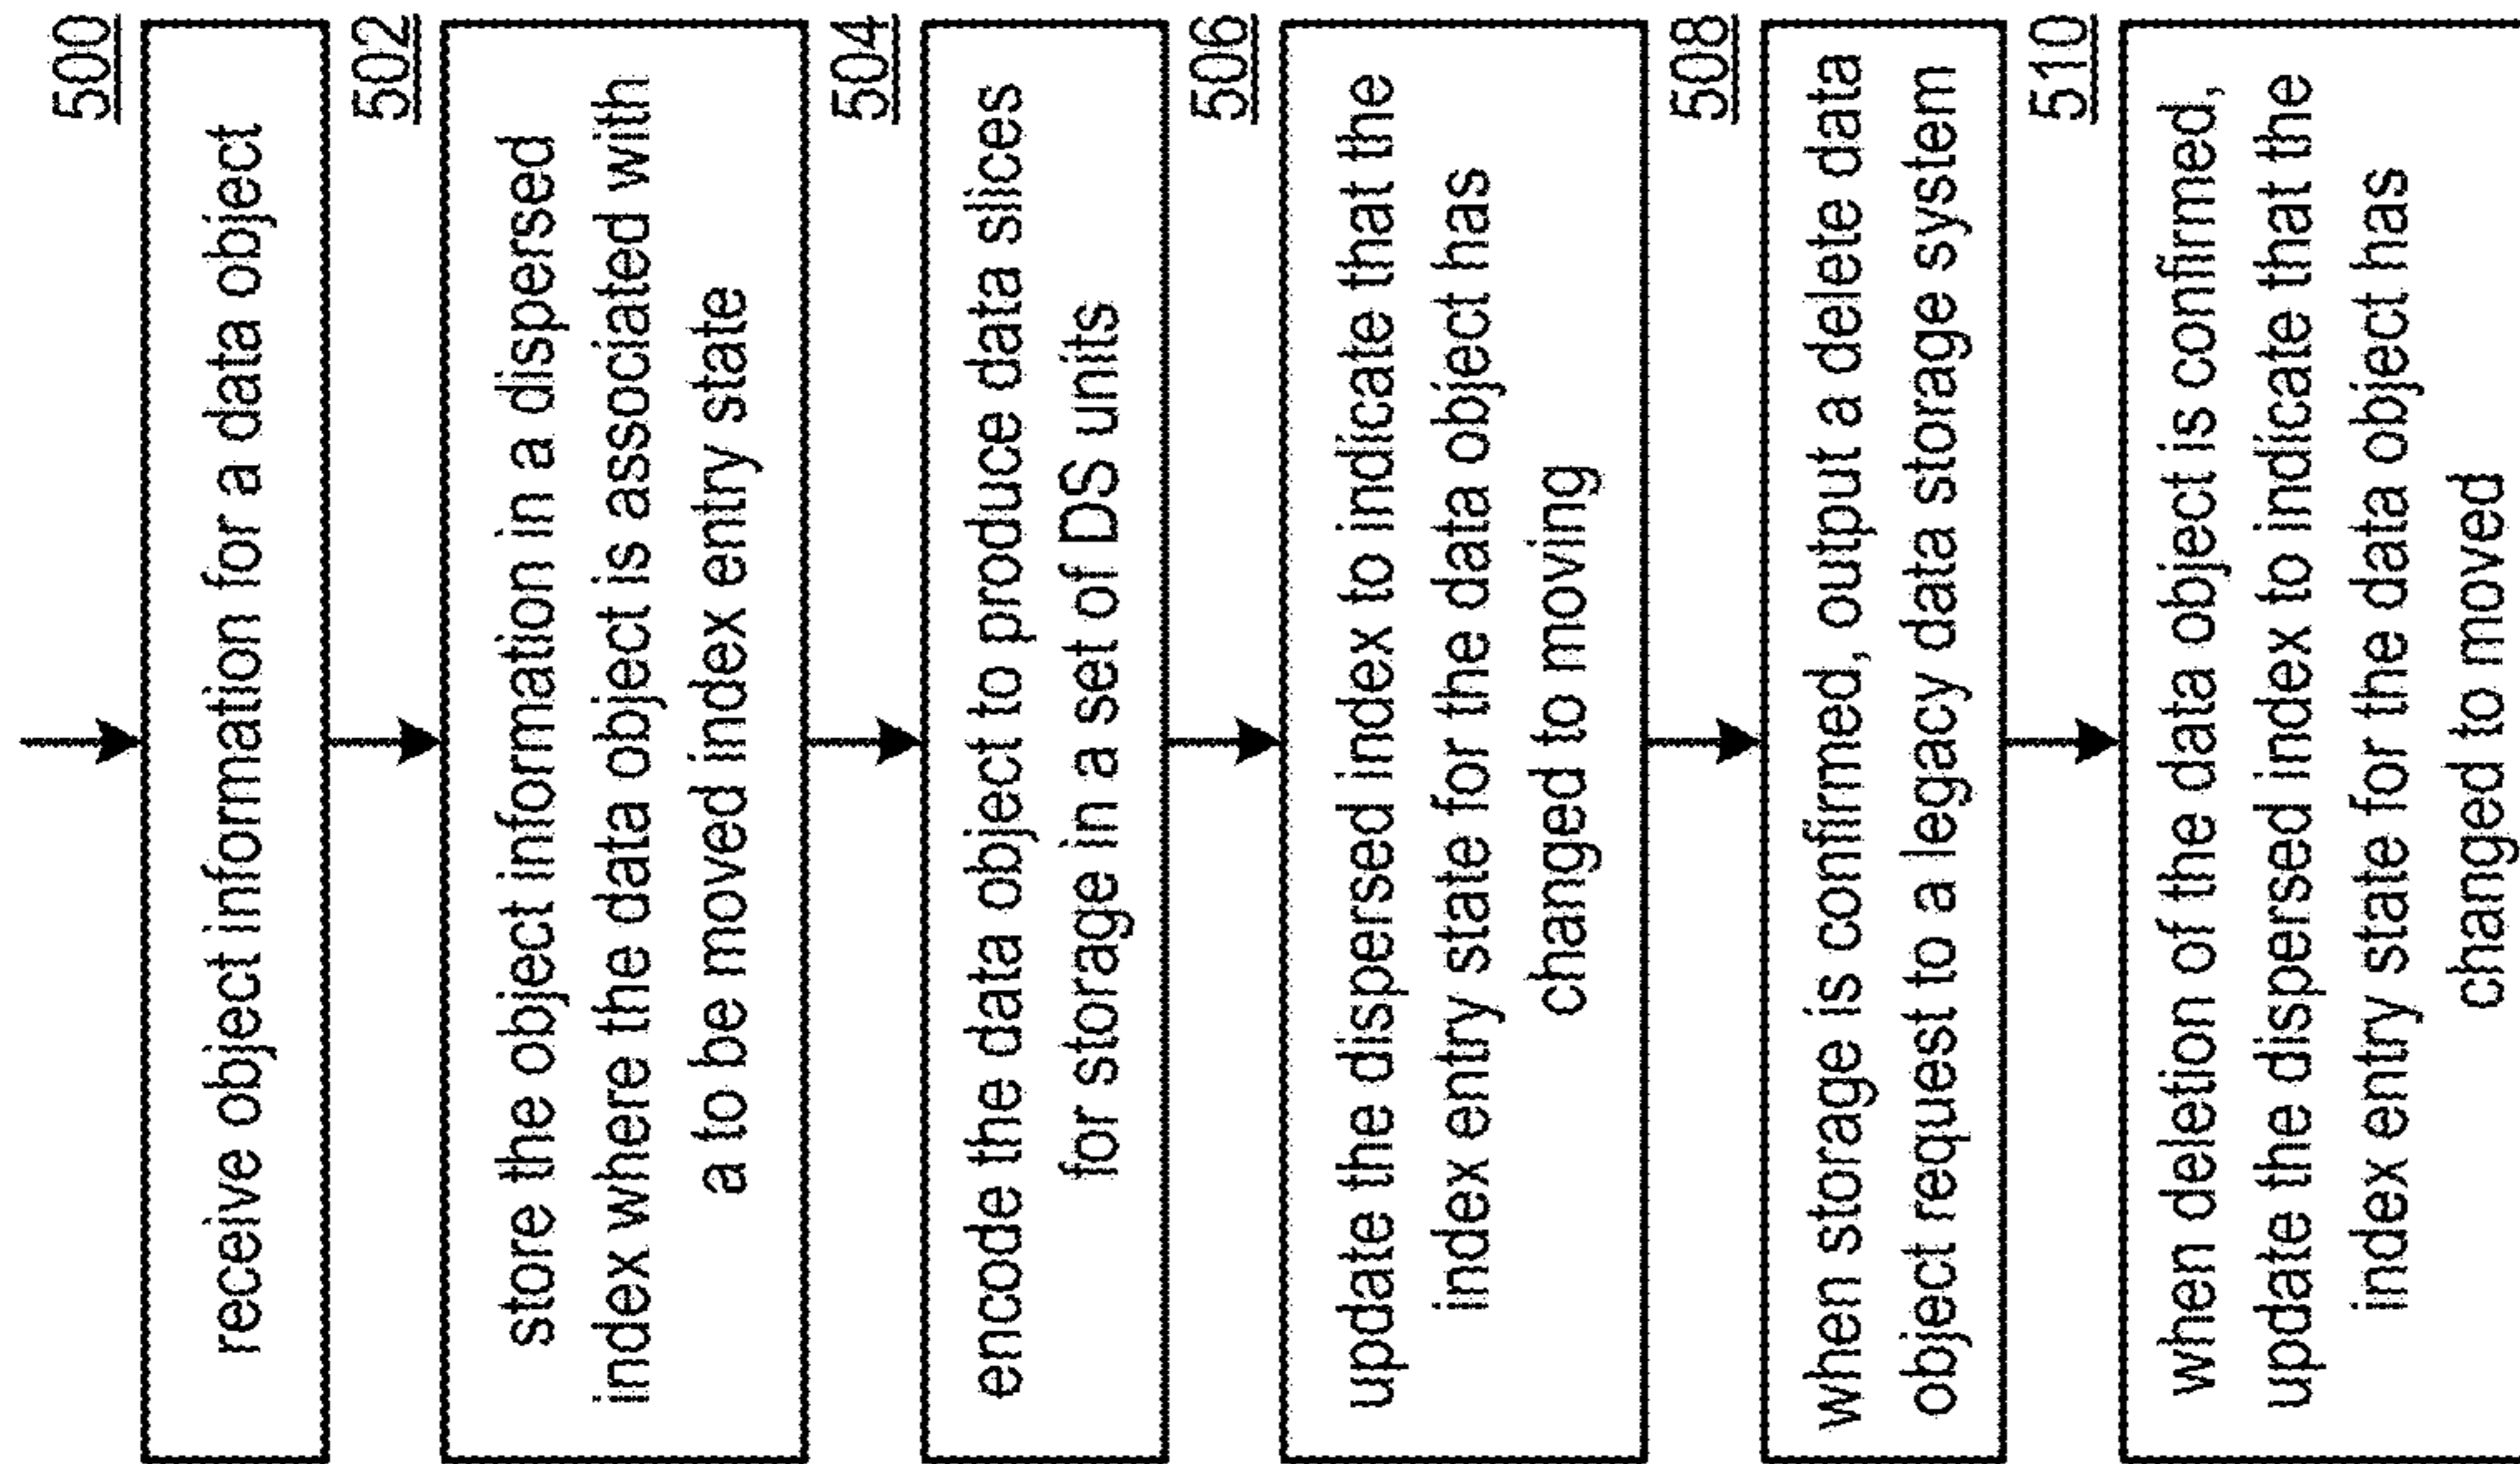 500
receive object information for a data object
502
store the object information in a dispersed
index where the data object is associated with
a to be moved index entry state
504
encode the data object to produce data slices
for storage in a set of DS units
506
update the dispersed index to indicate that the
index entry state for the data object has
changed to moving
508
when storage is confirmed, output a delete data
object request to a legacy data storage system
510
when deletion of the data object is confirmed,
update the dispersed index to indicate that the
index entry state for the data object has
changed to moved